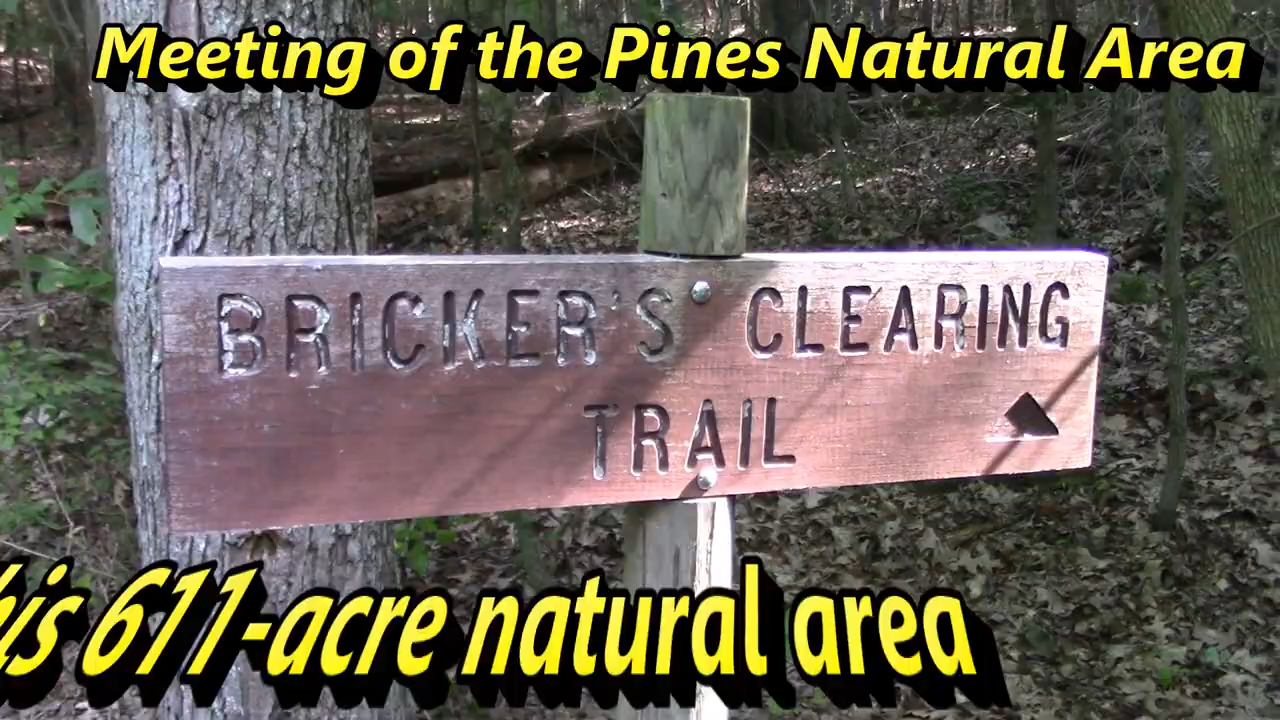 Meeting of the Pines Natural Area
BRICKER'S CLEARING
TRAIL
611-acre natural area